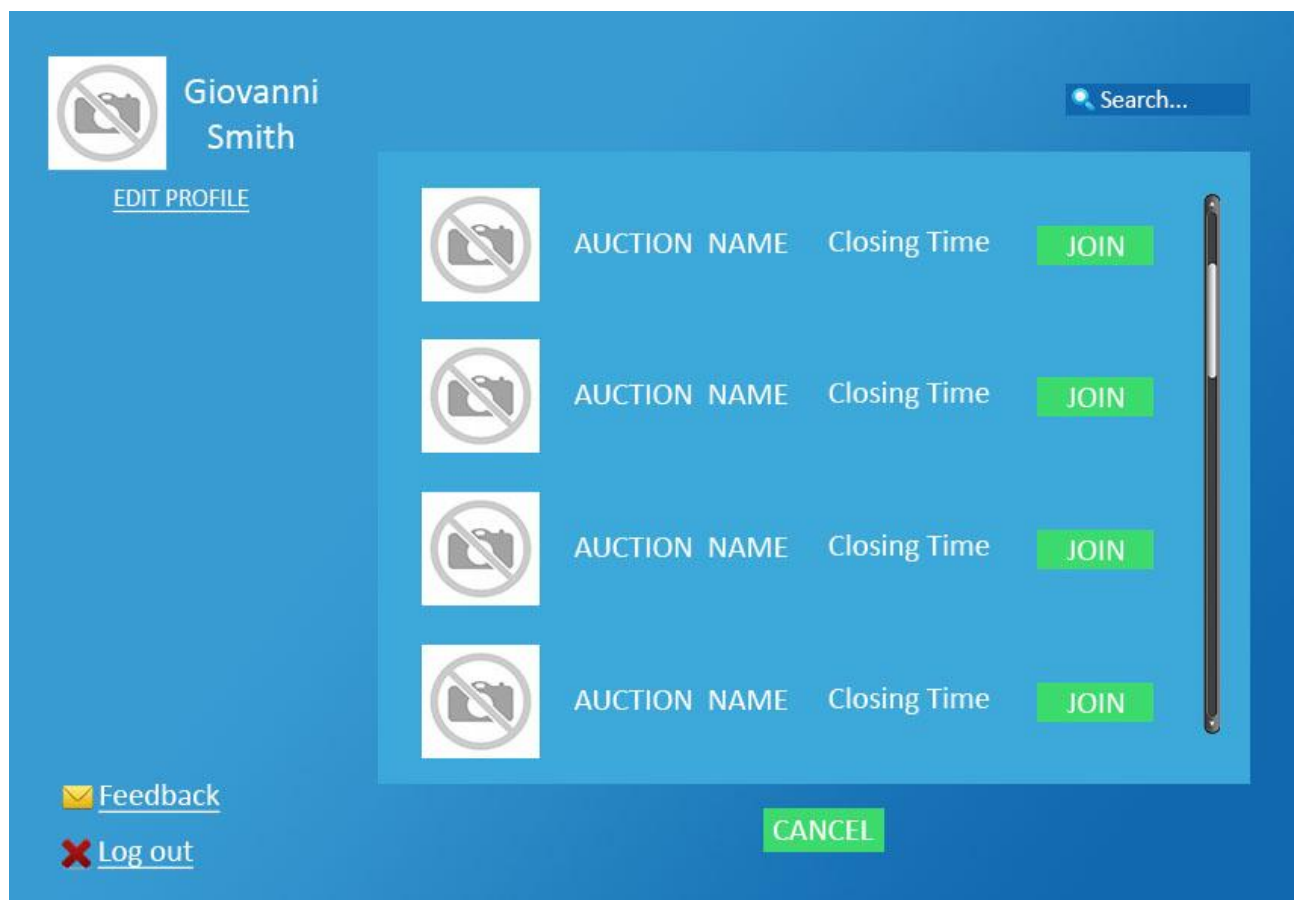 Giovanni
Smith
EDIT PROFILE
Search...
AUCTION NAME Closing Time JOIN
AUCTION NAME Closing Time JOIN
AUCTION NAME Closing Time JOIN
AUCTION NAME Closing Time JOIN
Feedback
Log out
CANCEL